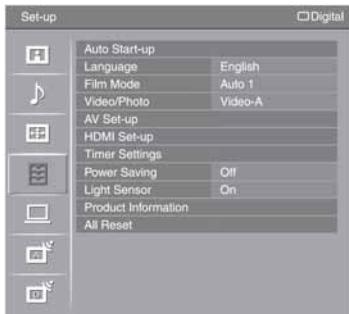 Set-up Digital
Auto Start-up
Language English
Film Mode Auto 1
Video/Photo Video-A
AV Set-up
HDMI Set-up
Timer Settings
Power Saving Off
Light Sensor On
Product Information
All Reset